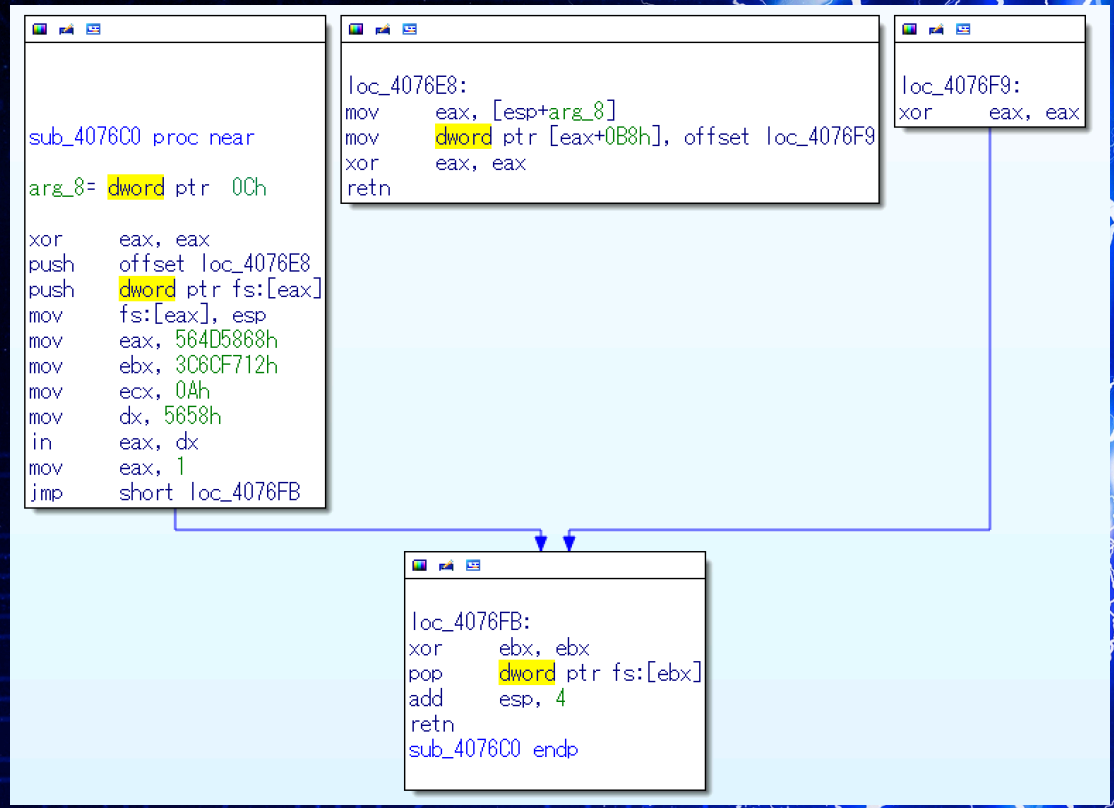 sub_4076C0 proc near
arg_8= dword ptr 0Ch
xor eax, eax
push offset loc_4076E8
push dword ptr fs:[eax]
mov fs:[eax], esp
mov eax, 564D5868h
mov ebx, 3C6CF712h
mov ecx, 0Ah
mov dx, 5658h
in eax, dx
mov eax, 1
jmp short loc_4076FB
loc_4076E8:
mov eax, [esp+arg_8]
mov dword ptr [eax+0B8h], offset loc_4076F9
xor eax, eax
retn
loc_4076F9:
xor eax, eax
loc_4076FB:
xor ebx, ebx
pop dword ptr fs:[ebx]
add esp, 4
retn
sub_4076C0 endp